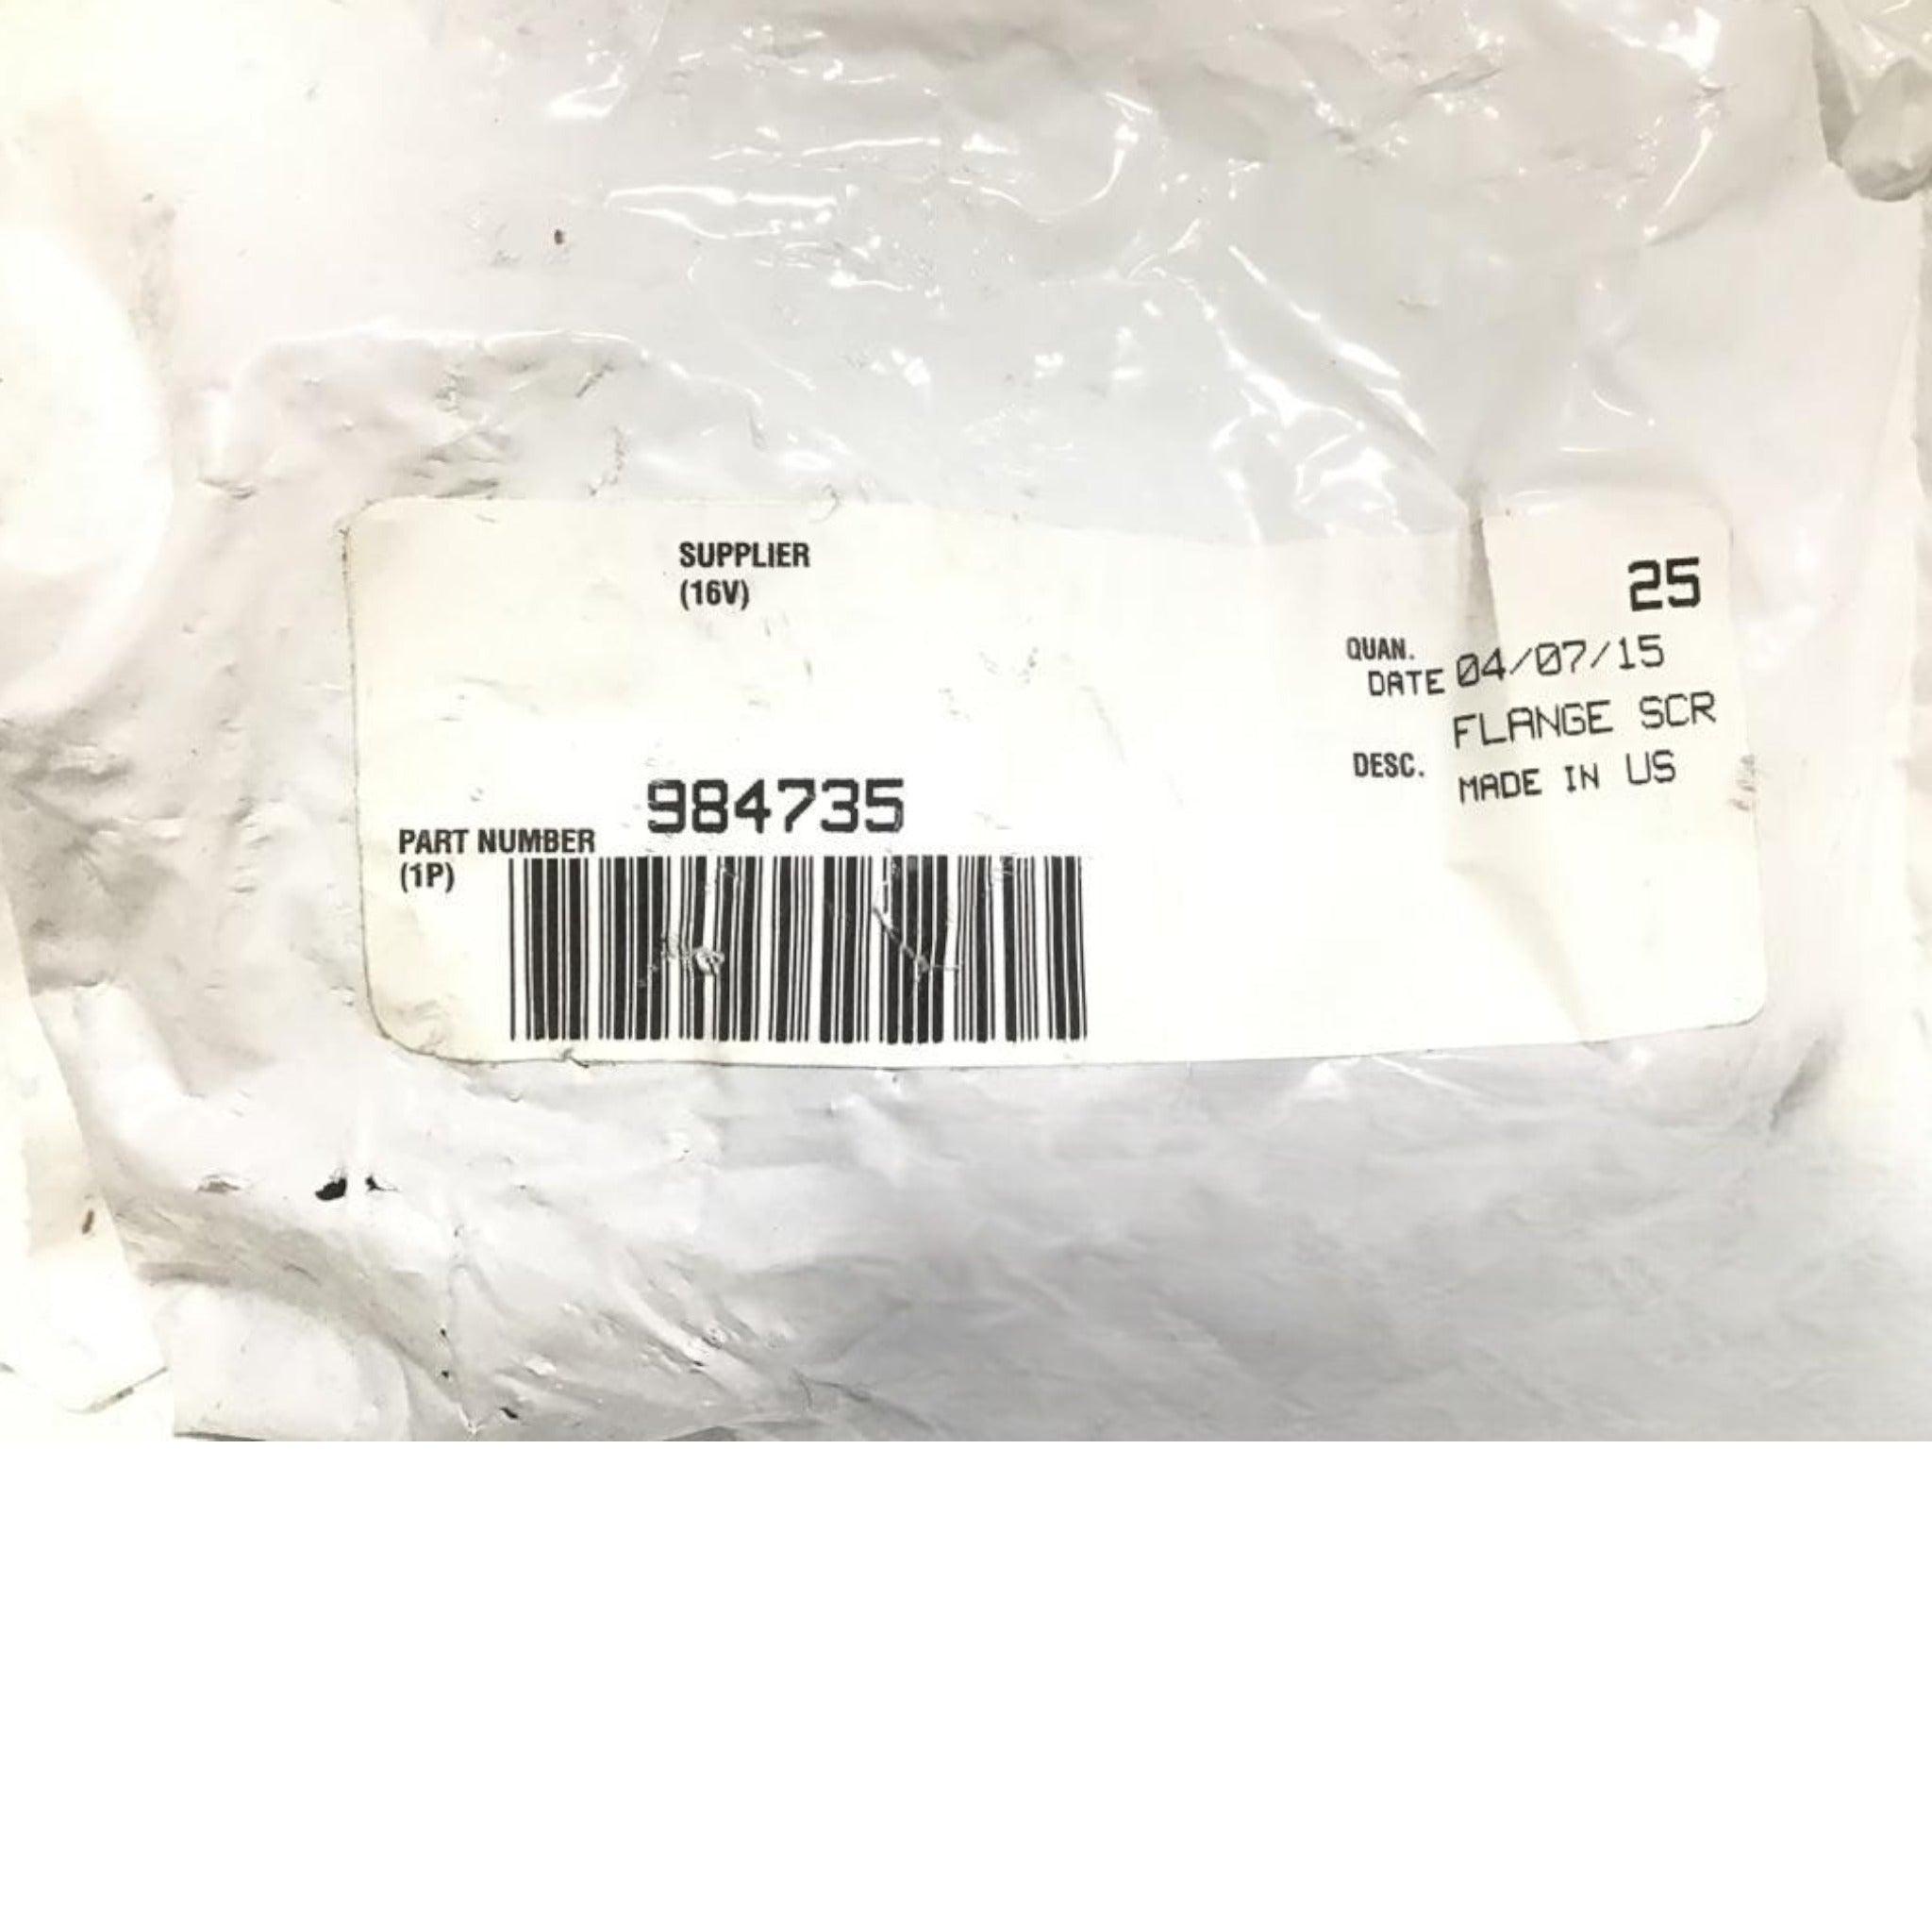 SUPPLIER
(16V)
25
QUAN.
DATE 04/07/15
FLANGE SCR
DESC.
MADE IN US
984735
PART NUMBER
(1P)